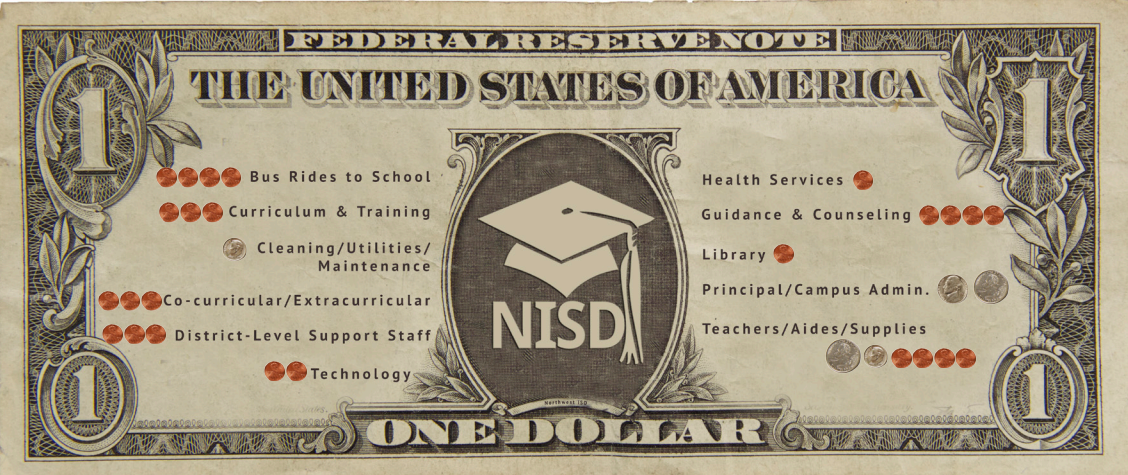 FEDERAL RESERVE NOTE
THE UNITED STATES OF AMERICA
1
1
Bus Rides to School
Curriculum & Training
Cleaning/Utilities/
Maintenance
Co-curricular/Extracurricular
District-Level Support Staff
Technology
NISD
Northwest ISD
Health Services
Guidance & Counseling
Library
Principal/Campus Admin.
Teachers/Aides/Supplies
1
1
ONE DOLLAR